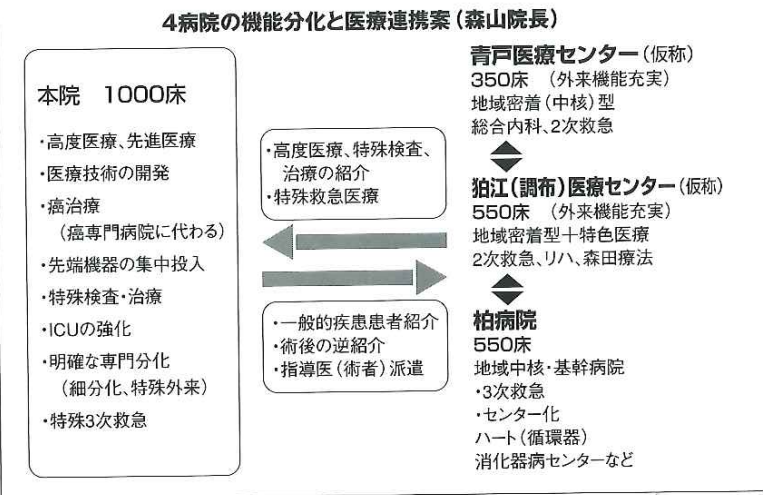 4病院の機能分化と医療連携案(森山院長)
本院 1000床
・高度医療、先進医療
・医療技術の開発
・癌治療
(癌専門病院に代わる)
・先端機器の集中投入
・特殊検査・治療
・ICUの強化
・明確な専門分化
(細分化、特殊外来)
・特殊3次救急
・高度医療、特殊検査、
治療の紹介
・特殊救急医療
・一般的疾患患者紹介
・術後の逆紹介
・指導医(術者)派遣
青戸医療センター(仮称)
350床 (外来機能充実)
地域密着(中核)型
総合内科、2次救急
狛江(調布)医療センター(仮称)
550床 (外来機能充実)
地域密着型+特色医療
2次救急、リハ、森田療法
柏病院
550床
地域中核・基幹病院
・3次救急
・センター化
ハート(循環器)
消化器病センターなど